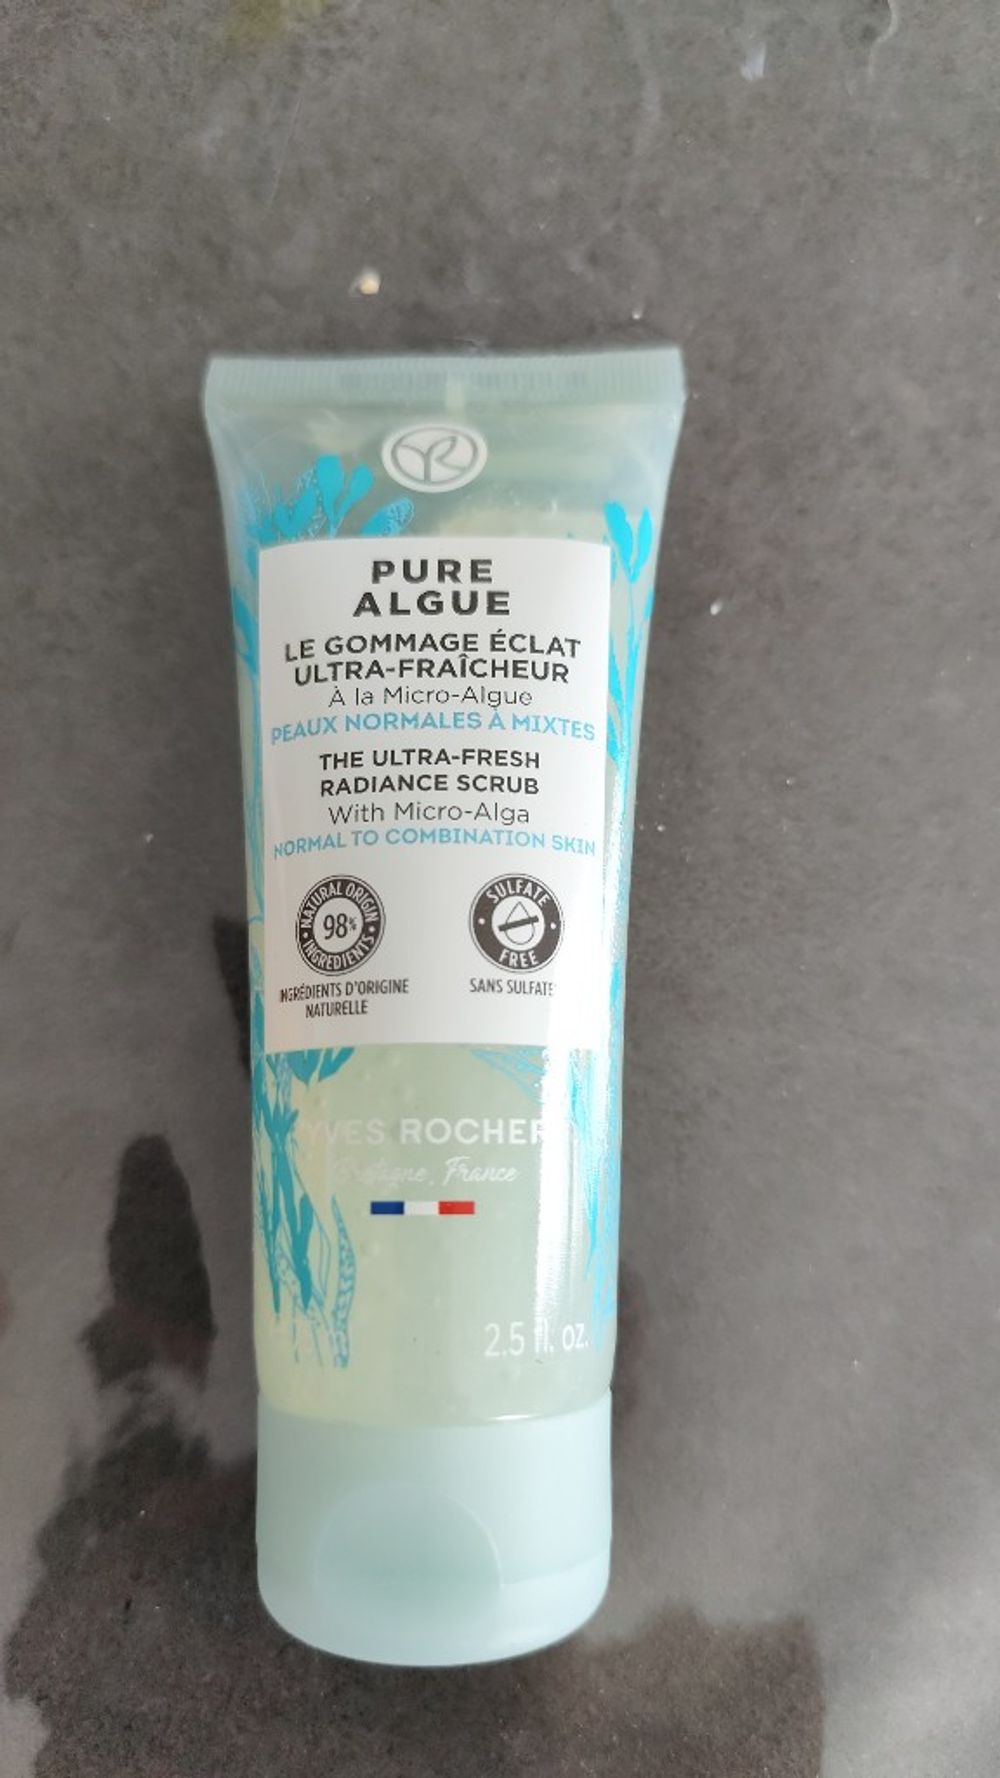 PURE
ALGUE
LE GOMMAGE ÉCLAT
ULTRA-FRAÎCHEUR
À la Micro-Algue
PEAUX NORMALES À MIXTES
THE ULTRA-FRESH
RADIANCE SCRUB
With Micro-Alga
NORMAL TO COMBINATION SKIN
NATURAL ORIGIN
98%
INGREDIENTS
INGRÉDIENTS D'ORIGINE
NATURELLE
SULFATE
FREE
SANS SULFATE
YVES ROCHER
Bretagne, France
2.5 fl. oz.